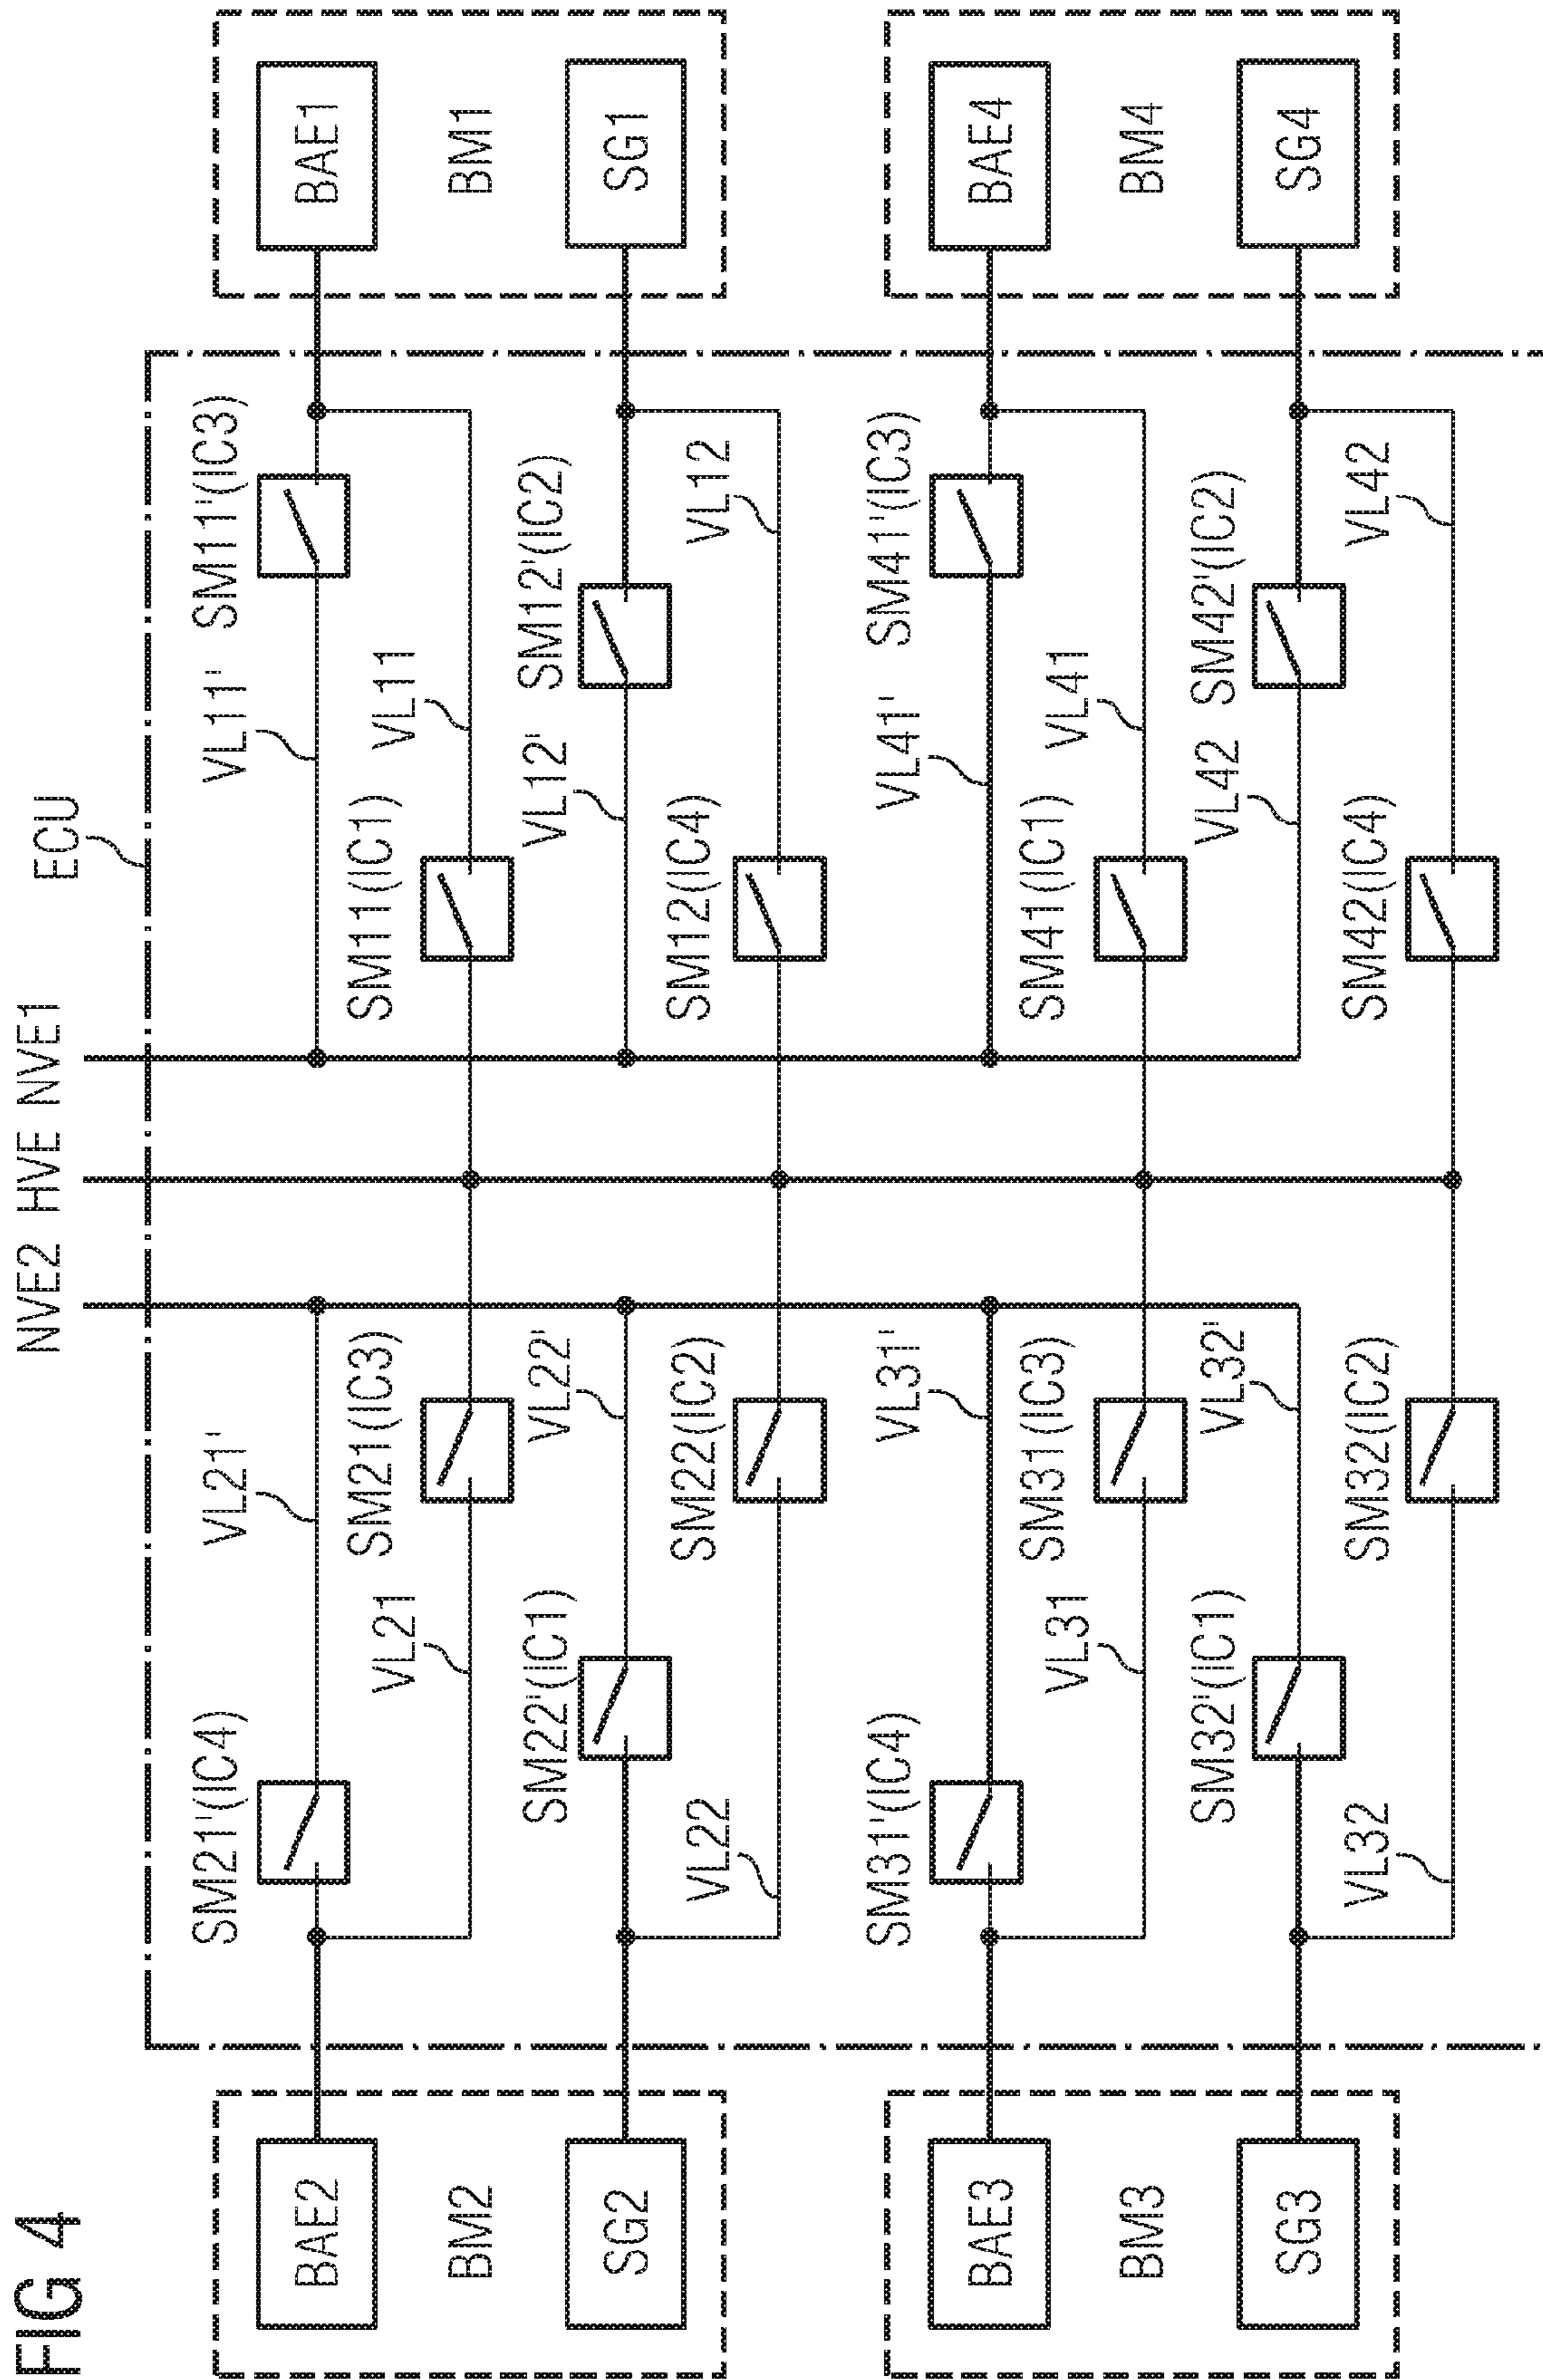 FIG 4
NVE2 HVE NVE1
ECU
SM21'(IC4)
VL21'
VL11'
SM11'(IC3)
BAE2
BAE1
VL21
SM21(IC3)
SM11(IC1)
VL11
BM2
BM1
SM22'(IC1)
VL22'
VL12'
SM12'(IC2)
SG2
SG1
VL22
SM22(IC2)
SM12(IC4)
VL12
SM31'(IC4)
VL31'
VL41'
SM41'(IC3)
BAE3
BAE4
VL31
SM31(IC3)
SM41(IC1)
VL41
BM3
BM4
SM32'(IC1)
VL32'
VL42
SM42'(IC2)
SG3
SG4
VL32
SM32(IC2)
SM42(IC4)
VL42